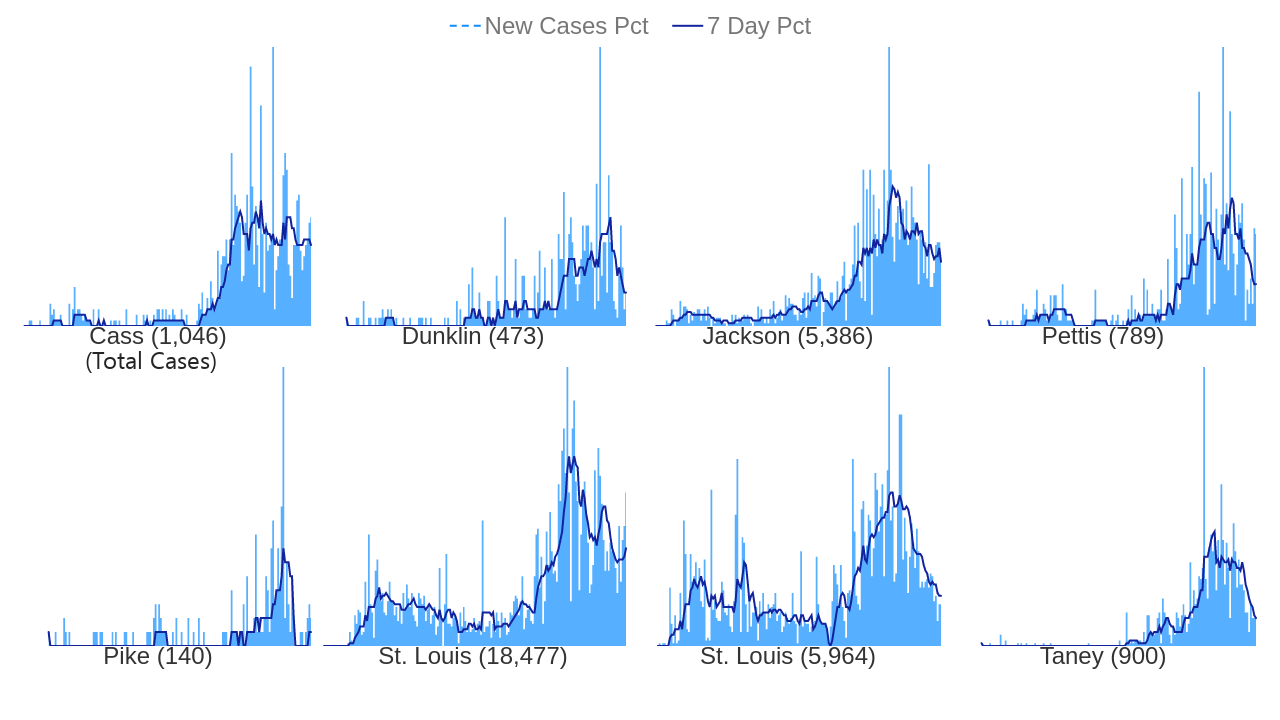 New Cases Pct 7 Day Pct
Cass (1,046)
(Total Cases)
Dunklin (473)
Jackson (5,386)
Pettis (789)
Pike (140)
St. Louis (18,477)
St. Louis (5,964)
Taney (900)